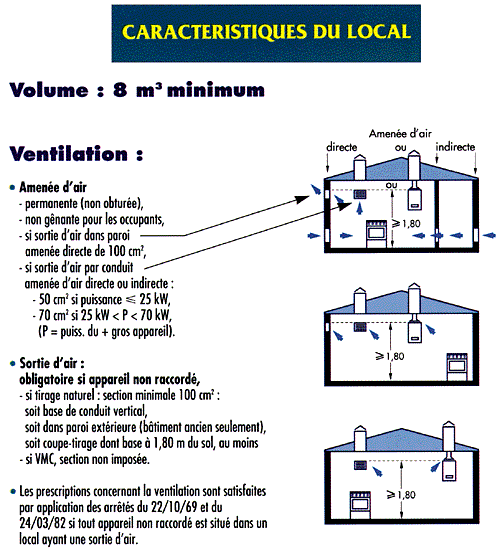 CARACTERISTIQUES DU LOCAL
Volume : 8 m³ minimum
Ventilation :
• Amenée d'air
- permanente (non obturée),
- non gênante pour les occupants,
- si sortie d'air dans paroi
amenée directe de 100 cm²,
- si sortie d'air par conduit
amenée d'air directe ou indirecte :
- 50 cm² si puissance ⩽ 25 kW,
- 70 cm² si 25 kW < P < 70 kW,
(P = puiss. du + gros appareil).
• Sortie d'air :
obligatoire si appareil non raccordé,
- si tirage naturel : section minimale 100 cm² :
soit base de conduit vertical,
soit dans paroi extérieure (bâtiment ancien seulement),
soit coupe-tirage dont base à 1,80 m du sol, au moins
- si VMC, section non imposée.
• Les prescriptions concernant la ventilation sont satisfaites
par application des arrêtés du 22/10/69 et du
24/03/82 si tout appareil non raccordé est situé dans un
local ayant une sortie d'air.
Amenée d'air
directe ou indirecte
ou
⩾ 1,80
⩾ 1,80
⩾ 1,80